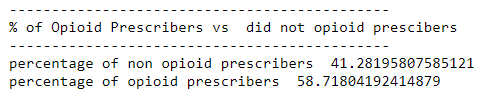 ---------------------------------------------
% of Opioid Prescribers vs  did not opioid prescibers
---------------------------------------------
percentage of non opioid prescribers  41.28195807585121
percentage of opioid prescribers  58.71804192414879